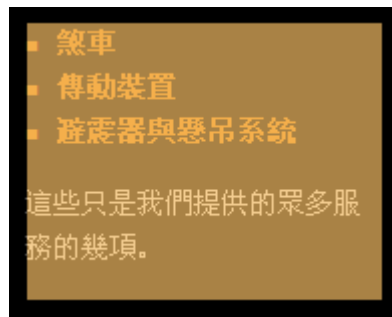 ▪ 煞車
▪ 傳動裝置
▪ 避震器與懸吊系統
這些只是我們提供的眾多服
務的幾項。